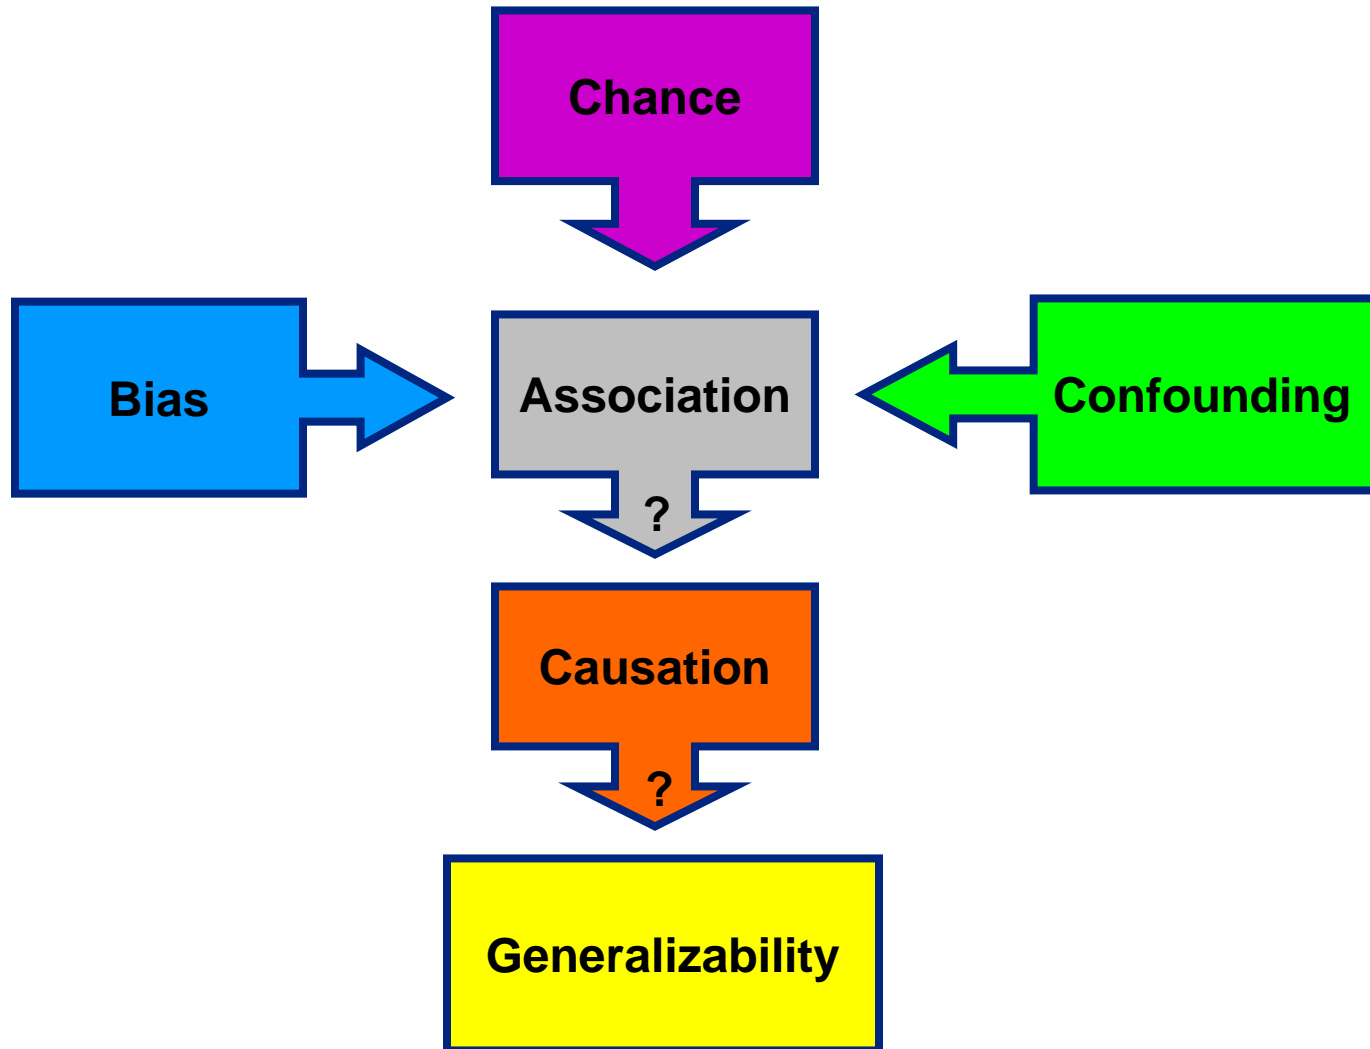 Chance
Bias
Association
Confounding
?
Causation
?
Generalizability